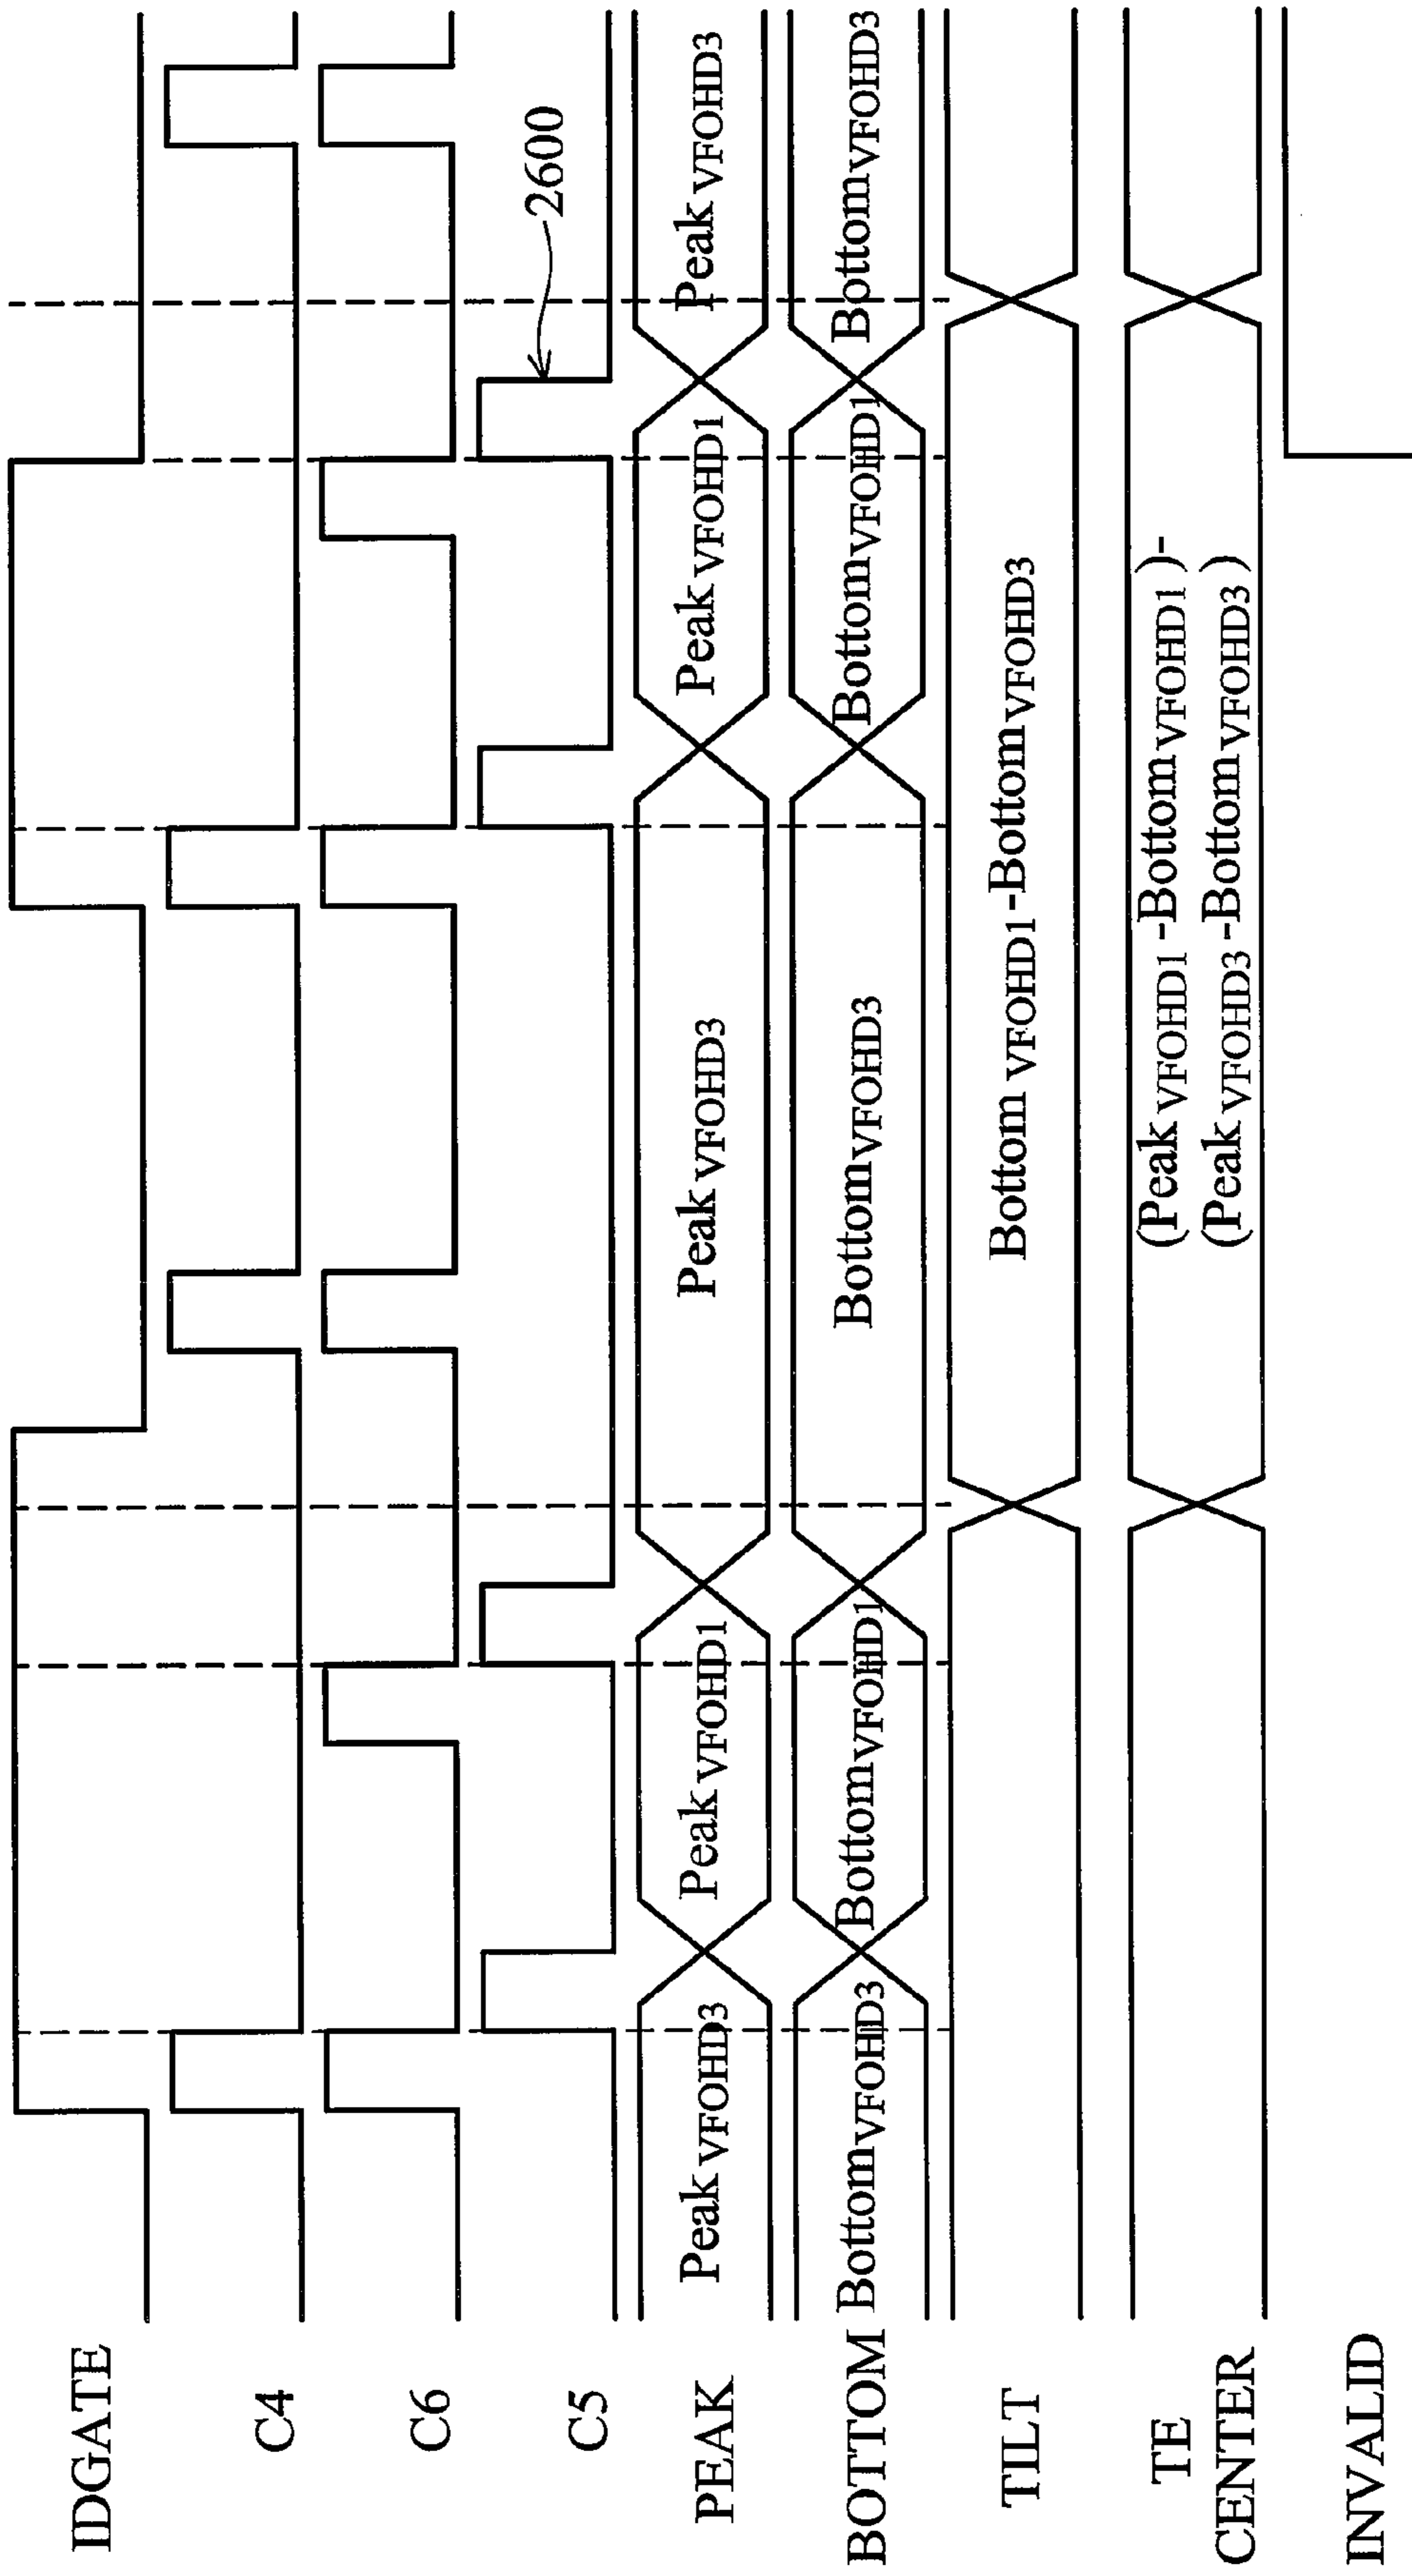 IDGATE
C4
C6
C5
2600
PEAK
Peak VFOHD3
Peak VFOHD1
Peak VFOHD3
Peak VFOHD1
Peak VFOHD3
BOTTOM
Bottom VFOHD3
Bottom VFOHD1
Bottom VFOHD3
Bottom VFOHD1
Bottom VFOHD3
TILT
Bottom VFOHD1 -Bottom VFOHD3
TE
CENTER
(Peak VFOHD1 -Bottom VFOHD1 )-
(Peak VFOHD3 -Bottom VFOHD3 )
INVALID